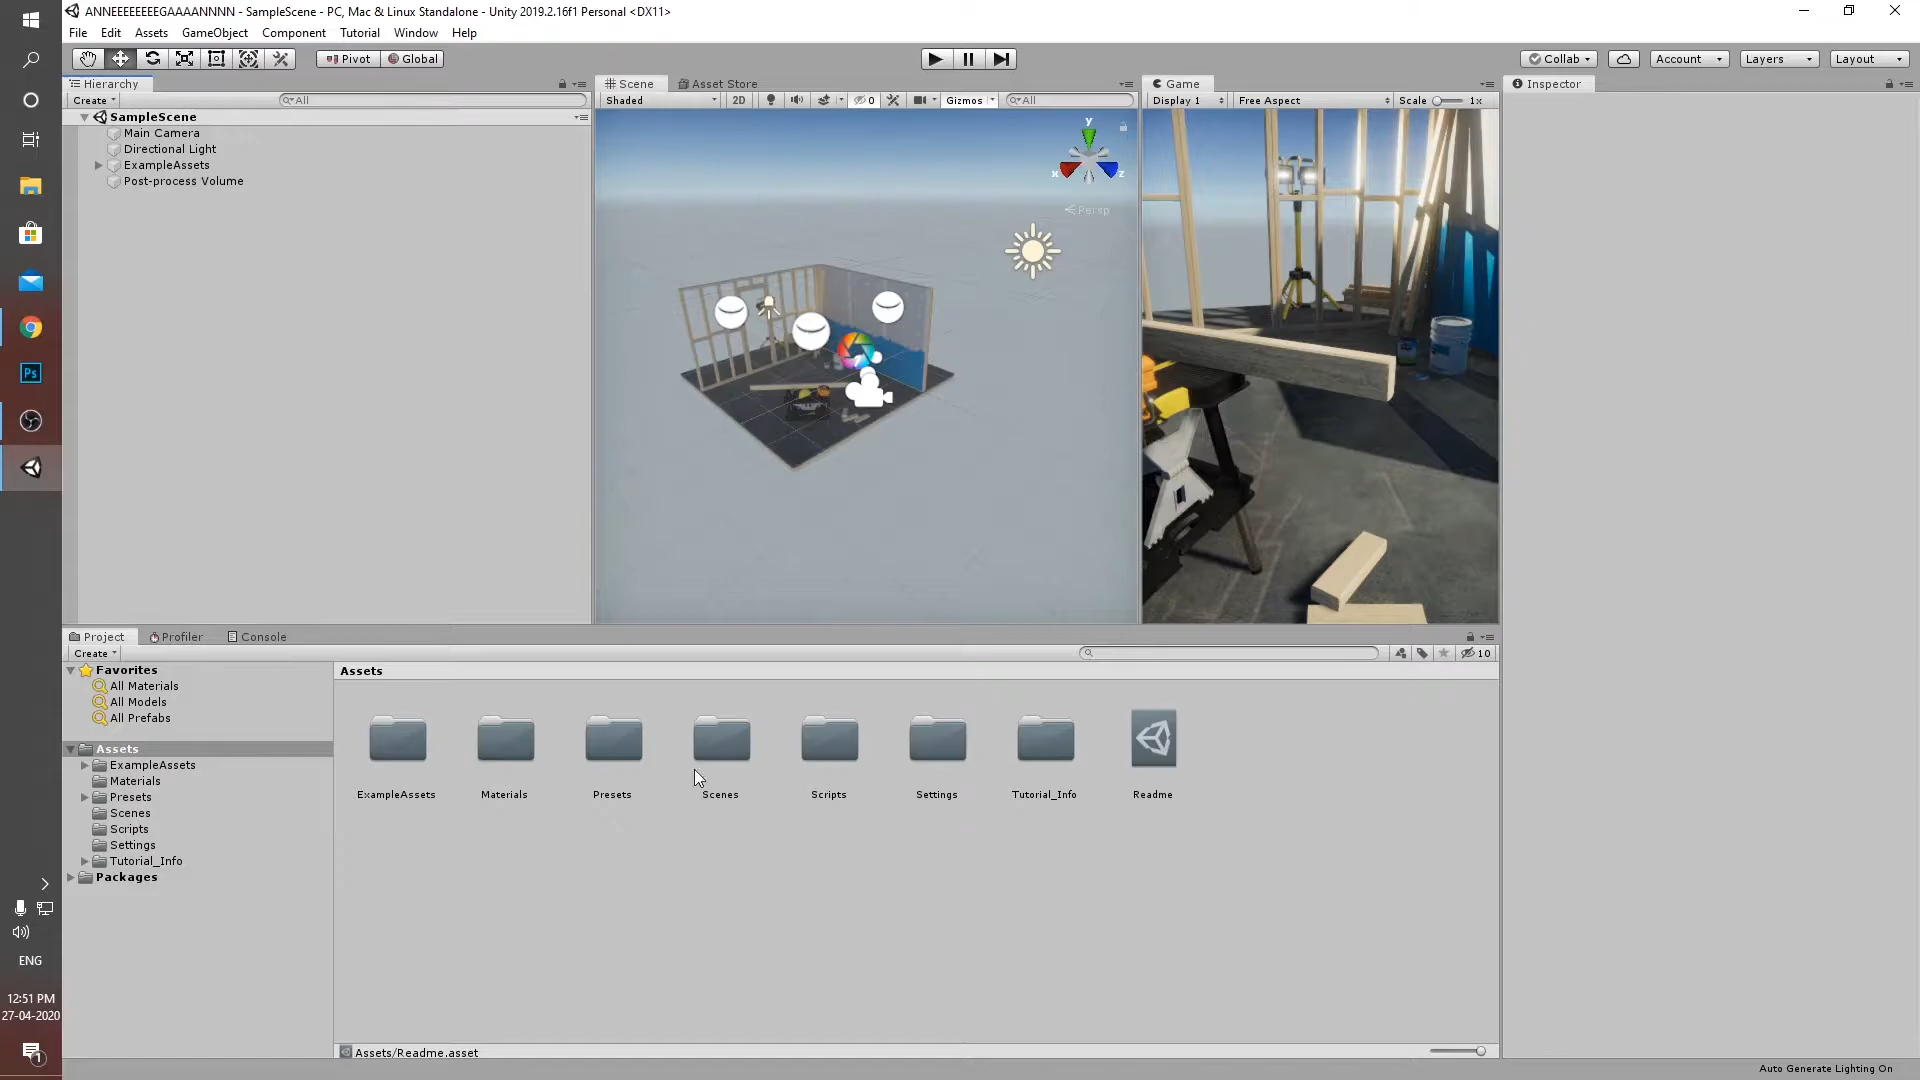 ANNEEEEEEEGAAAANNNN - SampleScene - PC, Mac & Linux Standalone - Unity 2019.2.16f1 Personal <DX11>
File Edit Assets GameObject Component Tutorial Window Help
Pivot Global Collab Account Layers Layout
Hierarchy Scene Asset Store Game Inspector
Create All Shaded 2D 0 Gizmos All Display 1 Free Aspect Scale 1x
SampleScene
Main Camera
Directional Light
ExampleAssets
Post-process Volume
y
x z
Persp
Project Profiler Console
Create 10
Favorites
All Materials
All Models
All Prefabs
Assets
ExampleAssets
Materials
Presets
Scenes
Scripts
Settings
Tutorial_Info
Packages
Assets
ExampleAssets Materials Presets Scenes Scripts Settings Tutorial_Info Readme
Assets/Readme.asset
Auto Generate Lighting On
Ps
ENG
12:51 PM
27-04-2020
1